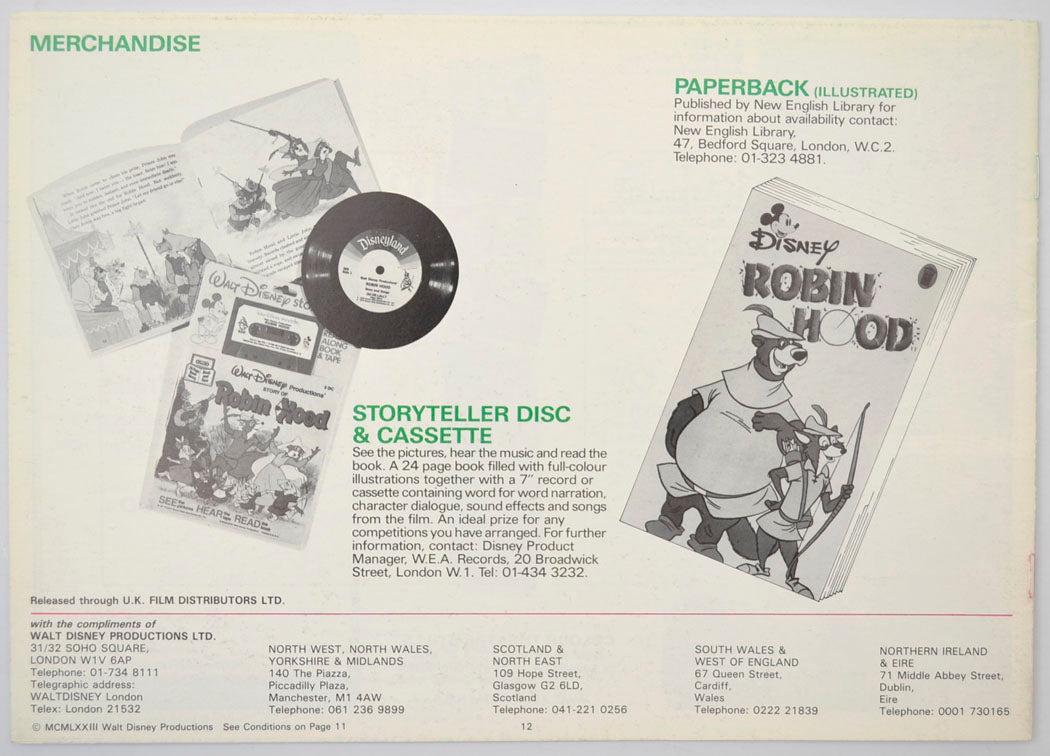 MERCHANDISE
PAPERBACK (ILLUSTRATED)
Published by New English Library for
information about availability contact:
New English Library,
47, Bedford Square, London, W.C.2.
Telephone: 01-323 4881.
Disneyland
ROBIN HOOD
WALT DISNEY
ALONG
BOOK
& TAPE
WALT DISNEY Productions'
STORY OF
Robin Hood
SEE the
HEAR the
READ the
DISNEY
ROBIN
HOOD
STORYTELLER DISC
& CASSETTE
See the pictures, hear the music and read the
book. A 24 page book filled with full-colour
illustrations together with a 7" record or
cassette containing word for word narration,
character dialogue, sound effects and songs
from the film. An ideal prize for any
competitions you have arranged. For further
information, contact: Disney Product
Manager, W.E.A. Records, 20 Broadwick
Street, London W.1. Tel: 01-434 3232.
Released through U.K. FILM DISTRIBUTORS LTD.
with the compliments of
WALT DISNEY PRODUCTIONS LTD.
31/32 SOHO SQUARE,
LONDON W1V 6AP
Telephone: 01-734 8111
Telegraphic address:
WALTDISNEY London
Telex: London 21532
NORTH WEST, NORTH WALES,
YORKSHIRE & MIDLANDS
140 The Piazza,
Piccadilly Plaza,
Manchester, M1 4AW
Telephone: 061 236 9899
SCOTLAND &
NORTH EAST
109 Hope Street,
Glasgow G2 6LD,
Scotland
Telephone: 041-221 0256
SOUTH WALES &
WEST OF ENGLAND
67 Queen Street,
Cardiff,
Wales
Telephone: 0222 21839
NORTHERN IRELAND
& EIRE
71 Middle Abbey Street,
Dublin,
Eire
Telephone: 0001 730165
© MCMLXXIII Walt Disney Productions See Conditions on Page 11
12